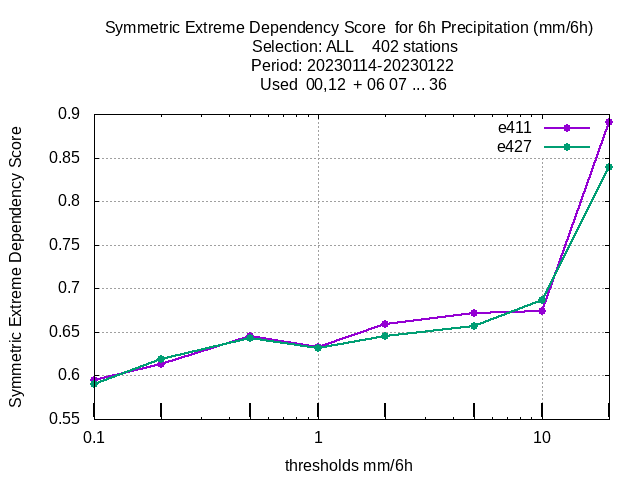 Symmetric Extreme Dependency Score  for 6h Precipitation (mm/6h)
Selection: ALL    402 stations
Period: 20230114-20230122
Used  00,12  + 06 07 ... 36
e411
e427
Symmetric Extreme Dependency Score
0.9
0.85
0.8
0.75
0.7
0.65
0.6
0.55
0.1
1
10
thresholds mm/6h